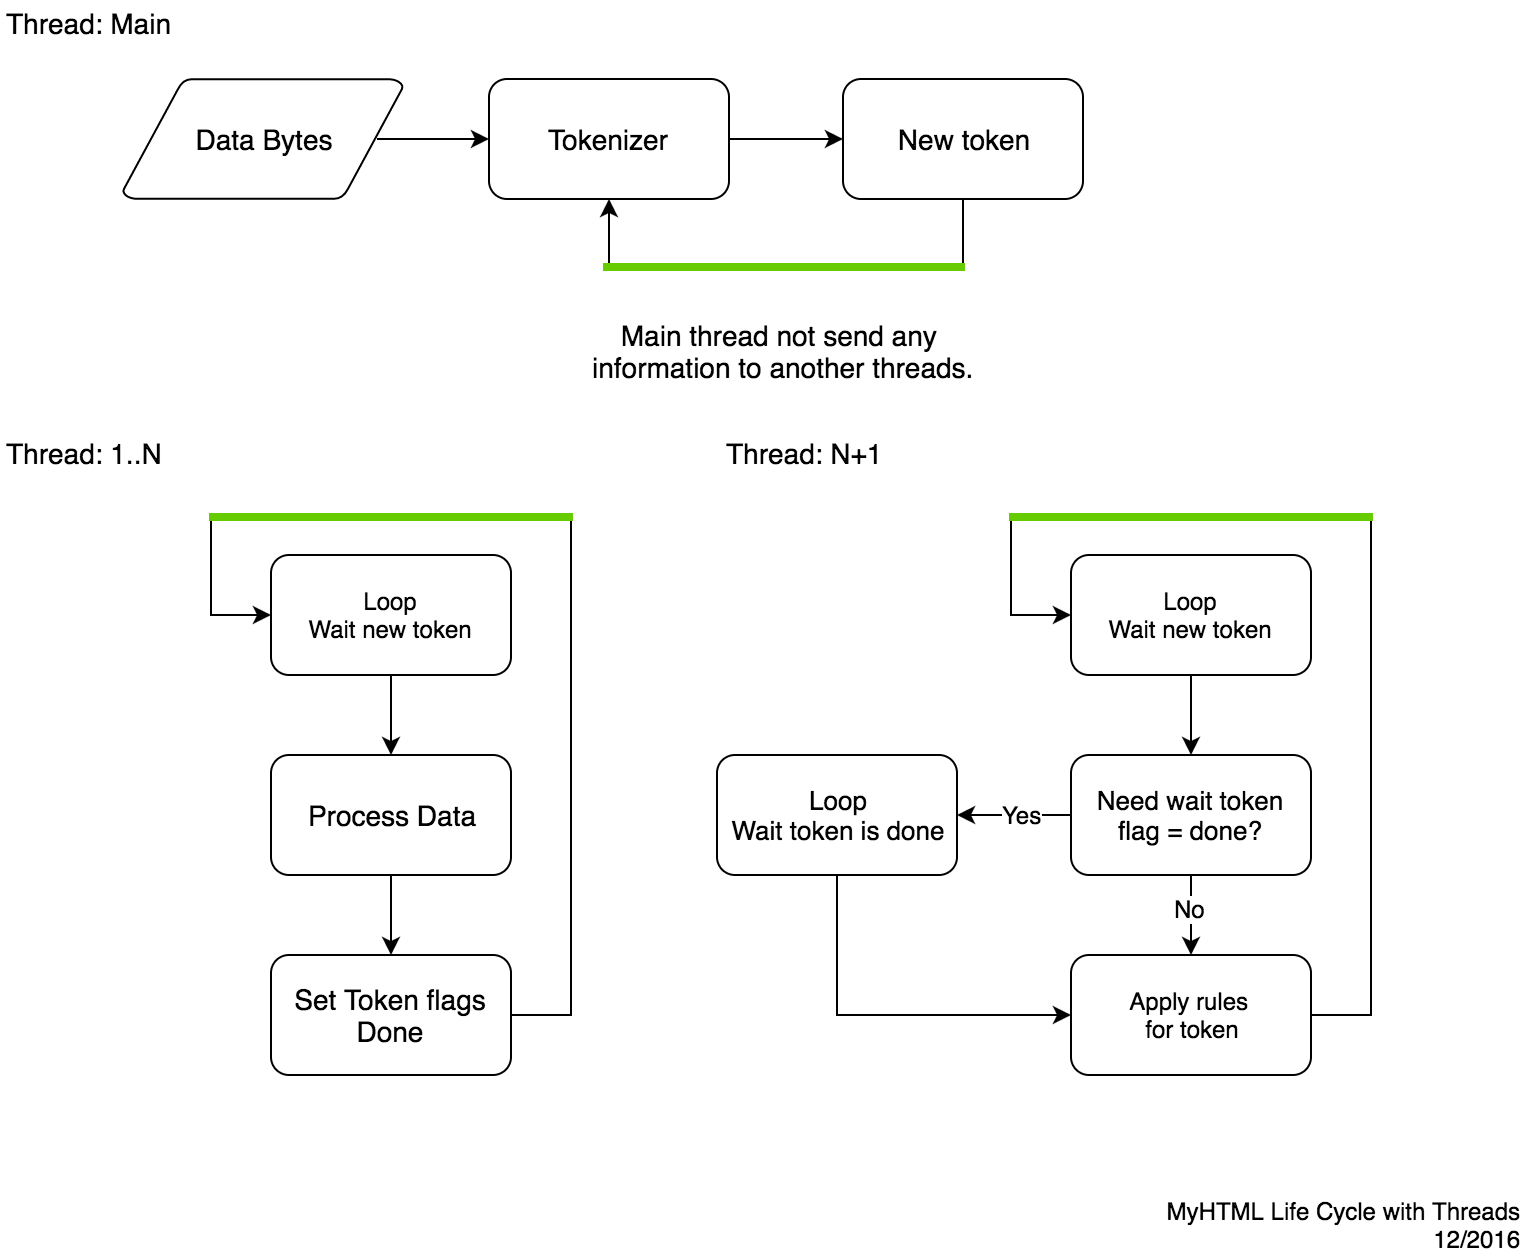 Thread: Main
Data Bytes
Tokenizer
New token
Main thread not send any
information to another threads.
Thread: 1..N
Loop
Wait new token
Process Data
Set Token flags
Done
Thread: N+1
Loop
Wait new token
Need wait token
flag = done?
Yes
Loop
Wait token is done
No
Apply rules
for token
MyHTML Life Cycle with Threads
12/2016